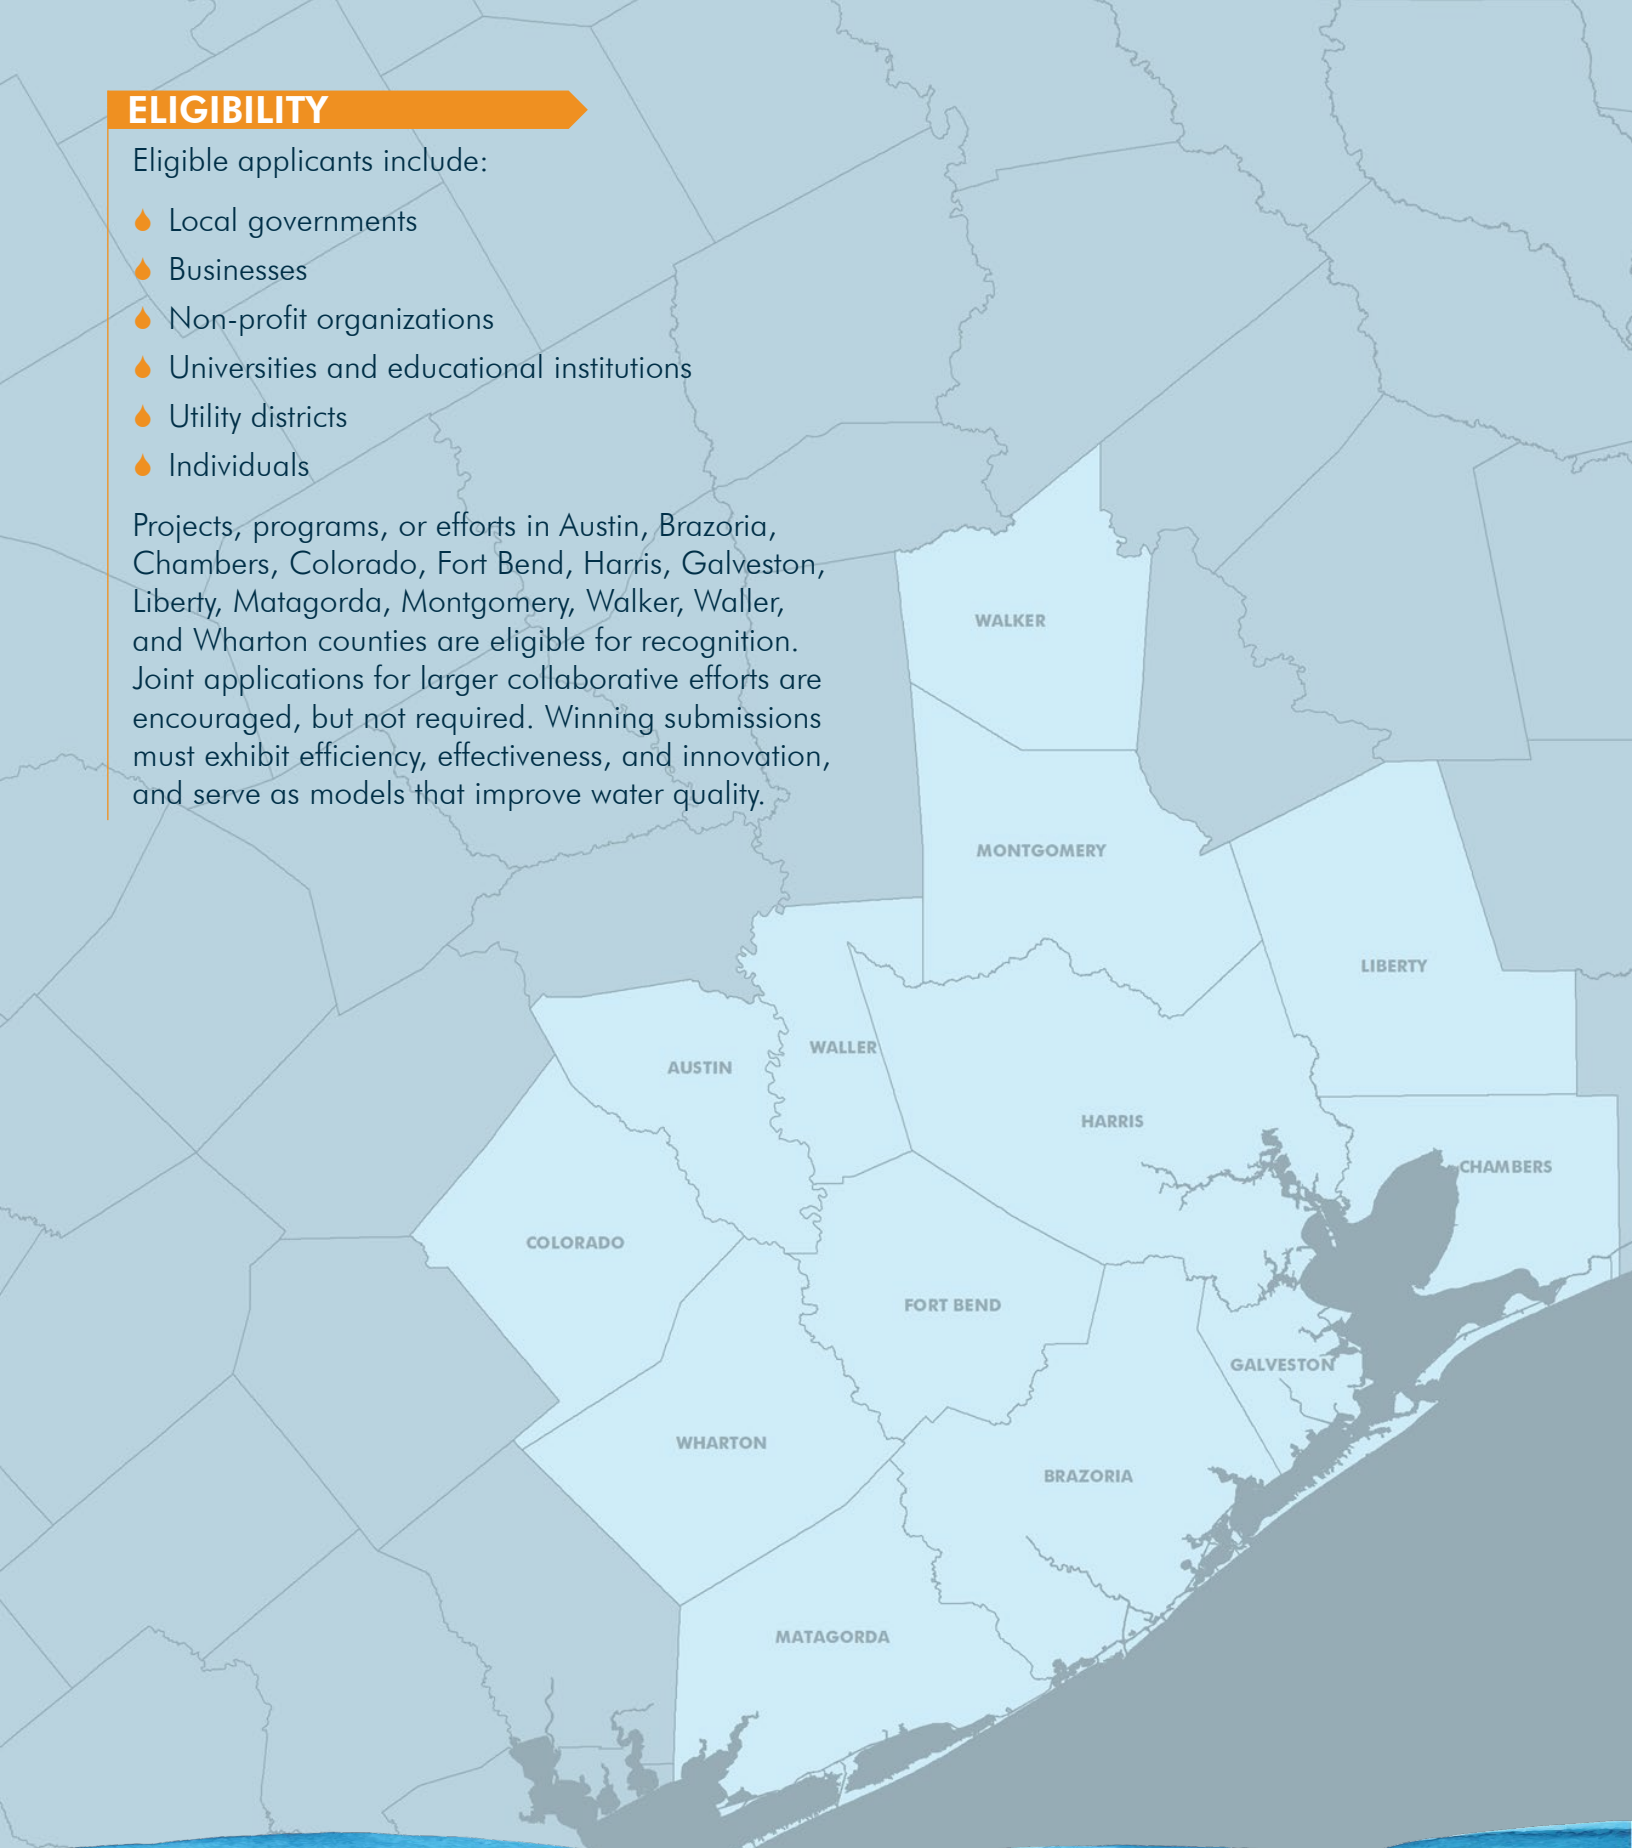 ELIGIBILITY
Eligible applicants include:
Local governments
Businesses
Non-profit organizations
Universities and educational institutions
Utility districts
Individuals
Projects, programs, or efforts in Austin, Brazoria,
Chambers, Colorado, Fort Bend, Harris, Galveston,
Liberty, Matagorda, Montgomery, Walker, Waller,
and Wharton counties are eligible for recognition.
Joint applications for larger collaborative efforts are
encouraged, but not required. Winning submissions
must exhibit efficiency, effectiveness, and innovation,
and serve as models that improve water quality.
WALKER
MONTGOMERY
LIBERTY
WALLER
AUSTIN
HARRIS
CHAMBERS
COLORADO
FORT BEND
GALVESTON
WHARTON
BRAZORIA
MATAGORDA